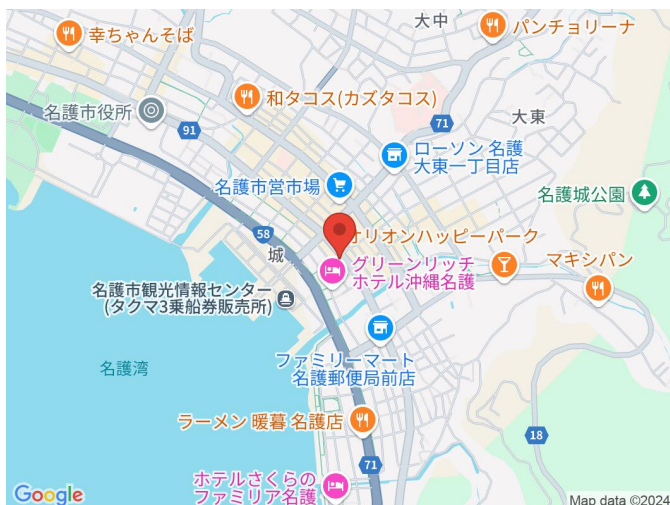 大中
幸ちゃんそば
パンチョリーナ
名護市役所
和タコス(カズタコス)
大東
91
71
ローソン 名護
大東一丁目店
名護市営市場
名護城公園
58
城
オリオンハッピーパーク
グリーンリッチ
ホテル沖縄名護
マキシパン
名護市観光情報センター
(タクマ3乗船券販売所)
ファミリーマート
名護郵便局前店
名護湾
ラーメン 暖暮 名護店
18
71
ホテルさくらの
ファミリア名護
Google
Map data ©2024